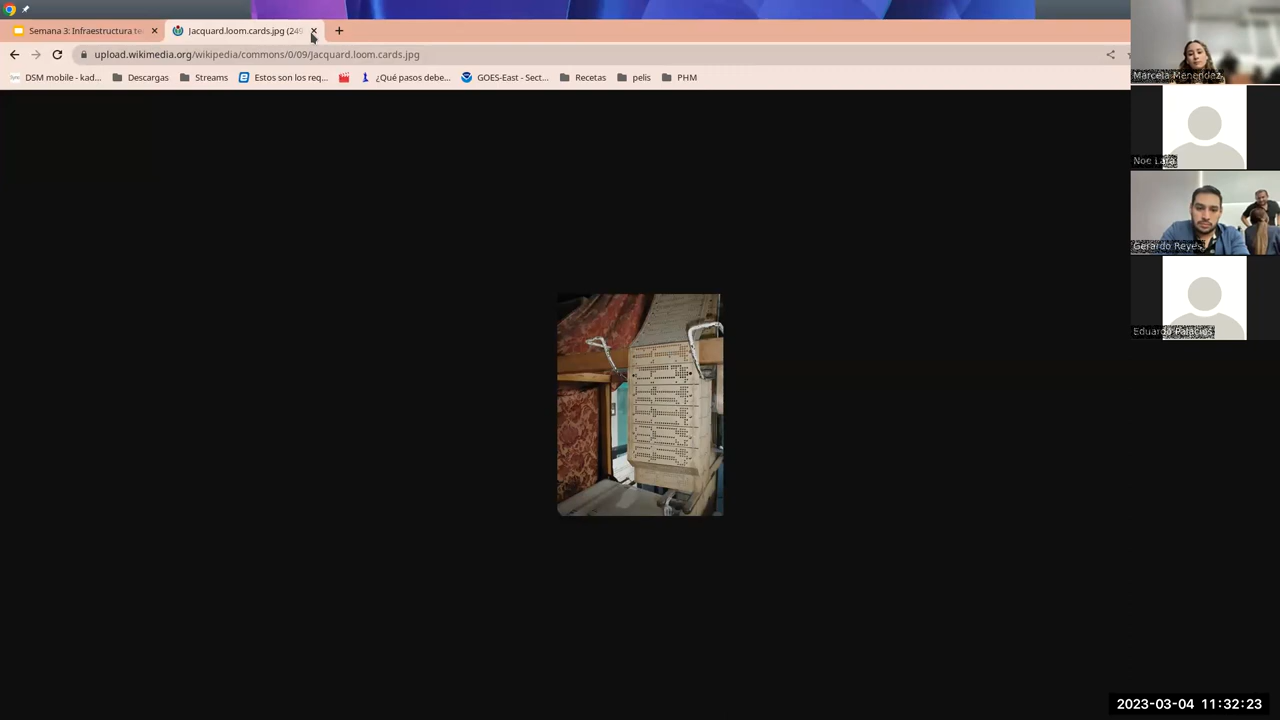 Semana 3: Infraestructura te
Jacquard.loom.cards.jpg (249
upload.wikimedia.org/wikipedia/commons/0/09/Jacquard.loom.cards.jpg
DSM mobile - kad...
Descargas
Streams
Estos son los req...
¿Qué pasos debe...
GOES-East - Sect...
Recetas
pelis
PHM
Marcela Menéndez
Noe Lara
Gerardo Reyes
Eduardo Palacios
2023-03-04 11:32:23